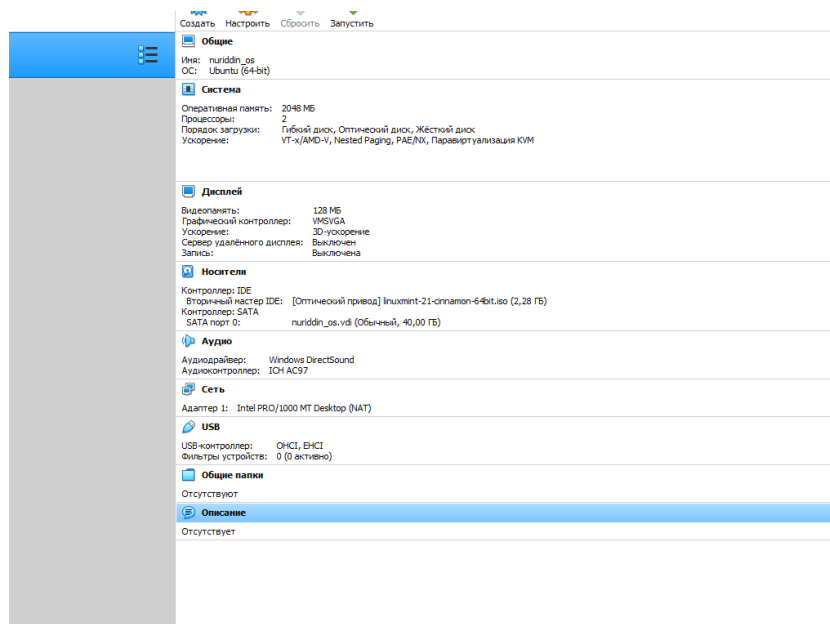 Создать Настроить Сбросить Запустить
Общие
Имя: nuriddin_os
ОС: Ubuntu (64-bit)
Система
Оперативная память: 2048 МБ
Процессоры: 2
Порядок загрузки: Гибкий диск, Оптический диск, Жёсткий диск
Ускорение: VT-x/AMD-V, Nested Paging, PAE/NX, Паравиртуализация KVM
Дисплей
Видеопамять: 128 МБ
Графический контроллер: VMSVGA
Ускорение: 3D-ускорение
Сервер удалённого дисплея: Выключен
Запись: Выключена
Носители
Контроллер: IDE
Вторичный мастер IDE: [Оптический привод] linuxmint-21-cinnamon-64bit.iso (2,28 ГБ)
Контроллер: SATA
SATA порт 0: nuriddin_os.vdi (Обычный, 40,00 ГБ)
Аудио
Аудиодрайвер: Windows DirectSound
Аудиоконтроллер: ICH AC97
Сеть
Адаптер 1: Intel PRO/1000 MT Desktop (NAT)
USB
USB-контроллер: OHCI, EHCI
Фильтры устройств: 0 (0 активно)
Общие папки
Отсутствуют
Описание
Отсутствует